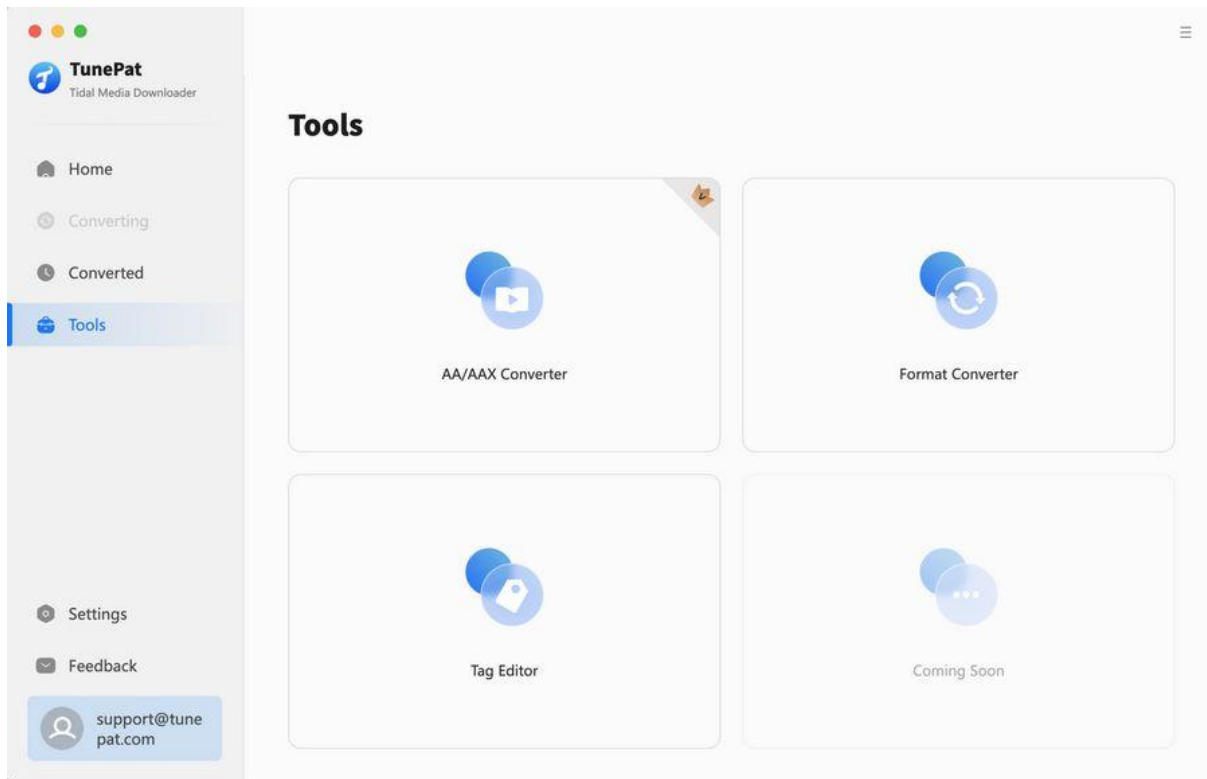 TunePat
Tidal Media Downloader
Home
Converting
Converted
Tools
Settings
Feedback
support@tune
pat.com
Tools
AA/AAX Converter
Format Converter
Tag Editor
Coming Soon